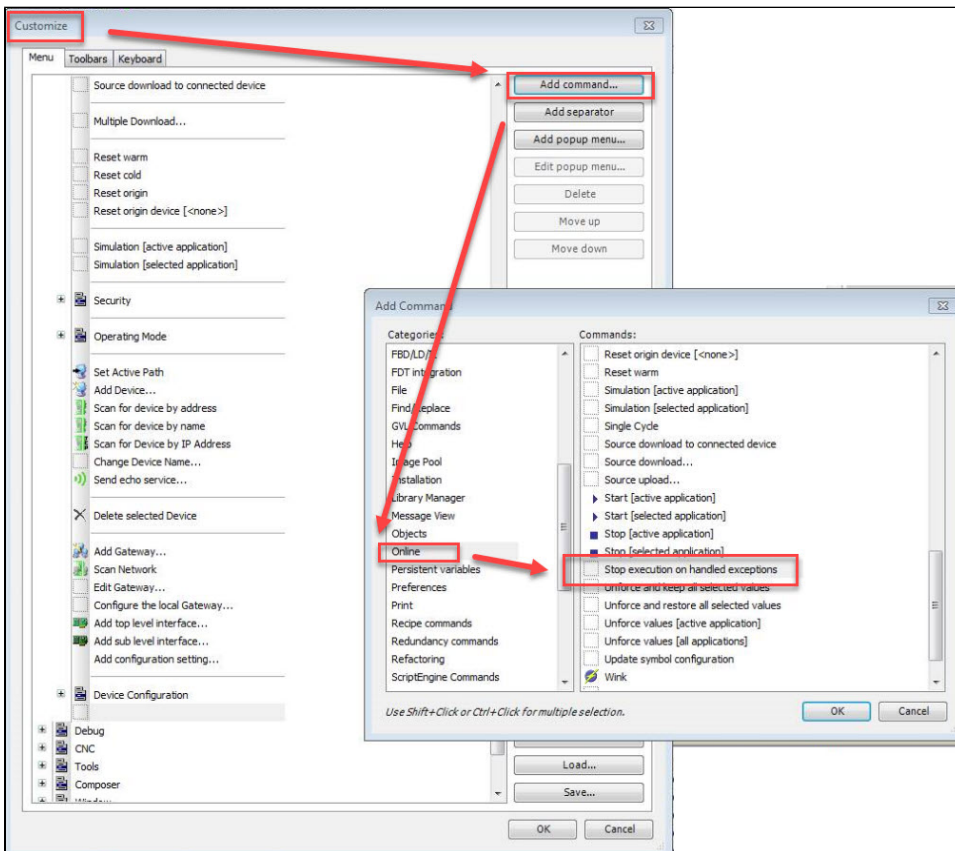 Customize
Menu Toolbars Keyboard
Source download to connected device
Multiple Download...
Reset warm
Reset cold
Reset origin
Reset origin device [<none>]
Simulation [active application]
Simulation [selected application]
Security
Operating Mode
Set Active Path
Add Device...
Scan for device by address
Scan for device by name
Scan for Device by IP Address
Change Device Name...
Send echo service...
Delete selected Device
Add Gateway...
Scan Network
Edit Gateway...
Configure the local Gateway...
Add top level interface...
Add sub level interface...
Add configuration setting...
Device Configuration
Debug
CNC
Tools
Composer
Add command...
Add separator
Add popup menu...
Edit popup menu...
Delete
Move up
Move down
Load...
Save...
OK Cancel
Add Command
Categories:
FDT integration
File
Find/Replace
GVL Commands
Help
Image Pool
Installation
Library Manager
Message View
Objects
Online
Persistent variables
Preferences
Print
Recipe commands
Redundancy commands
Refactoring
ScriptEngine Commands
Commands:
Reset origin device [<none>]
Reset warm
Simulation [active application]
Simulation [selected application]
Single Cycle
Source download to connected device
Source download...
Source upload...
Start [active application]
Start [selected application]
Stop [active application]
Stop [selected application]
Stop execution on handled exceptions
Unforce and keep all selected values
Unforce and restore all selected values
Unforce values [active application]
Unforce values [all applications]
Update symbol configuration
Wink
Use Shift+Click or Ctrl+Click for multiple selection.
OK Cancel